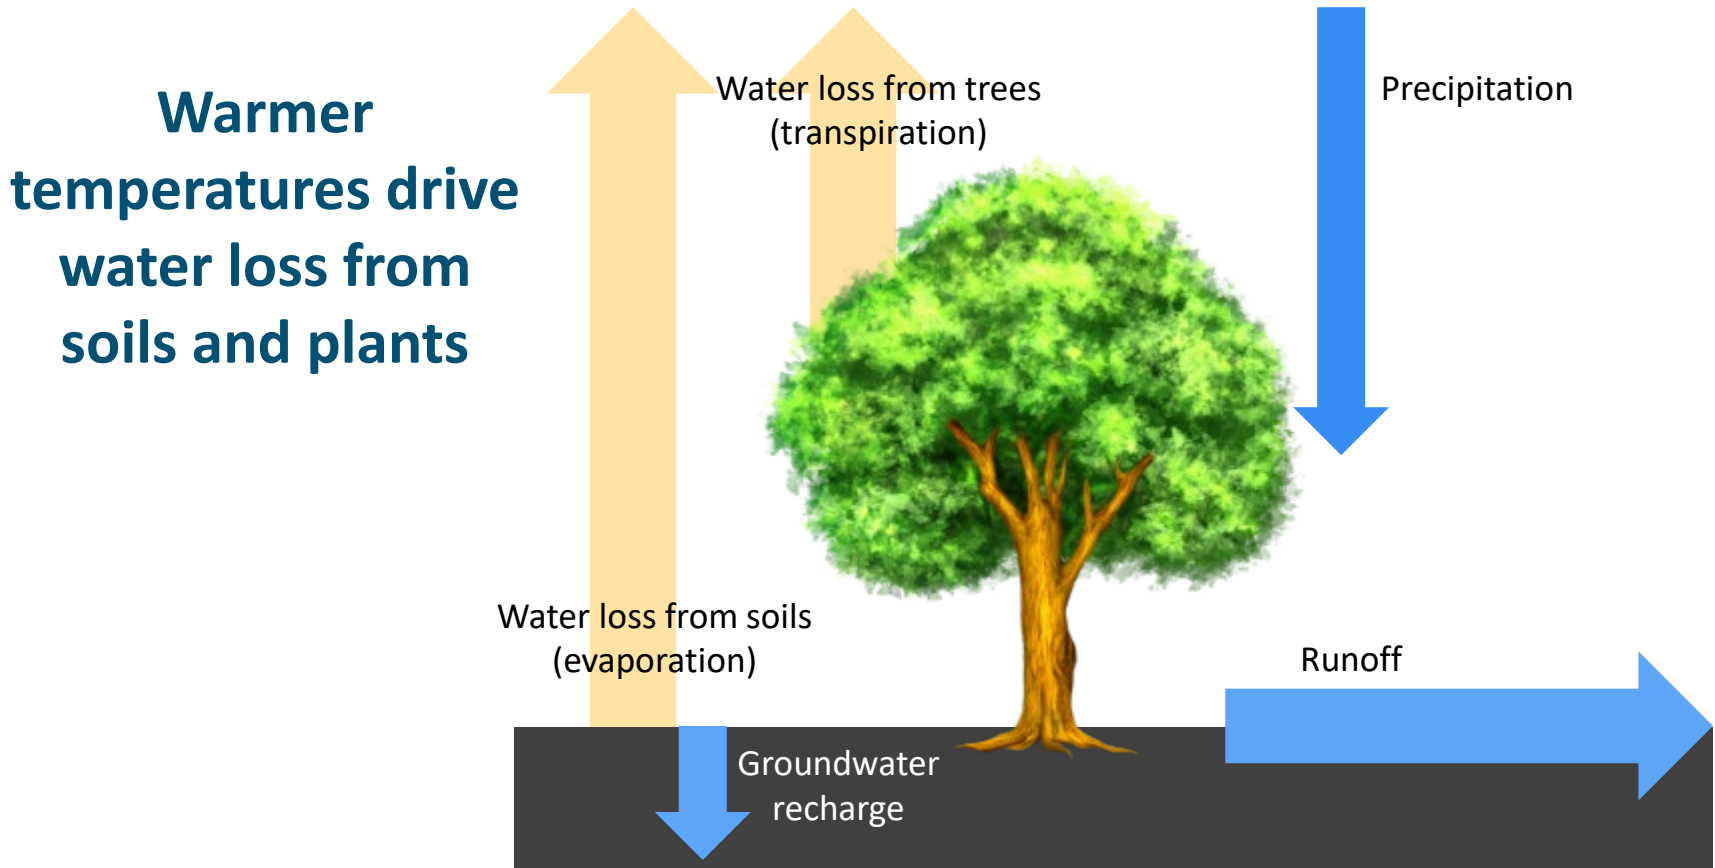 Warmer
temperatures drive
water loss from
soils and plants
Water loss from trees
(transpiration)
Precipitation
Water loss from soils
(evaporation)
Runoff
Groundwater
recharge